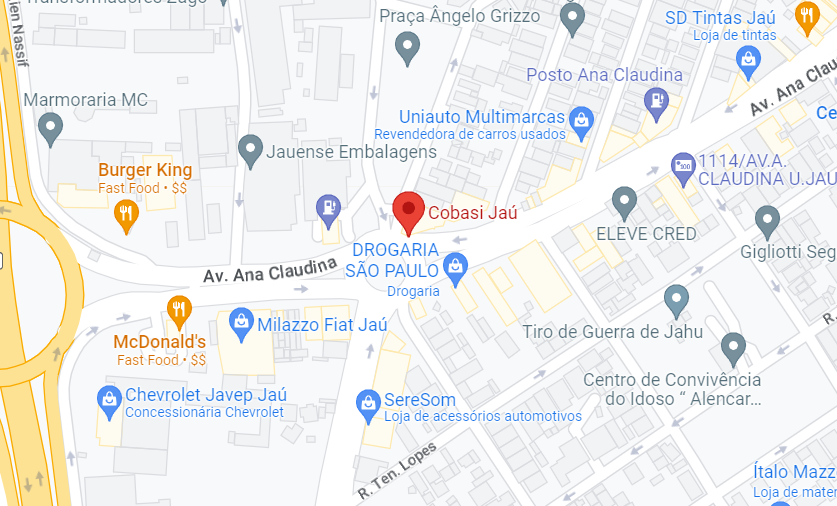 Transformadores Zago
Praça Ângelo Grizzo
SD Tintas Jaú
Loja de tintas
ien Nassif
Posto Ana Claudina
Av. Ana Clau
Marmoraria MC
Uniauto Multimarcas
Revendedora de carros usados
Ce
Jauense Embalagens
1114/AV.A.
CLAUDINA U.JAU
Burger King
Fast Food • $$
Cobasi Jaú
ELEVE CRED
DROGARIA
SÃO PAULO
Drogaria
Gigliotti Seg
Av. Ana Claudina
R.
Milazzo Fiat Jaú
Tiro de Guerra de Jahu
McDonald's
Fast Food • $$
Centro de Convivência
do Idoso “ Alencar...
Chevrolet Javep Jaú
Concessionária Chevrolet
SereSom
Loja de acessórios automotivos
R. Ten. Lopes
Ítalo Mazz
Loja de mater